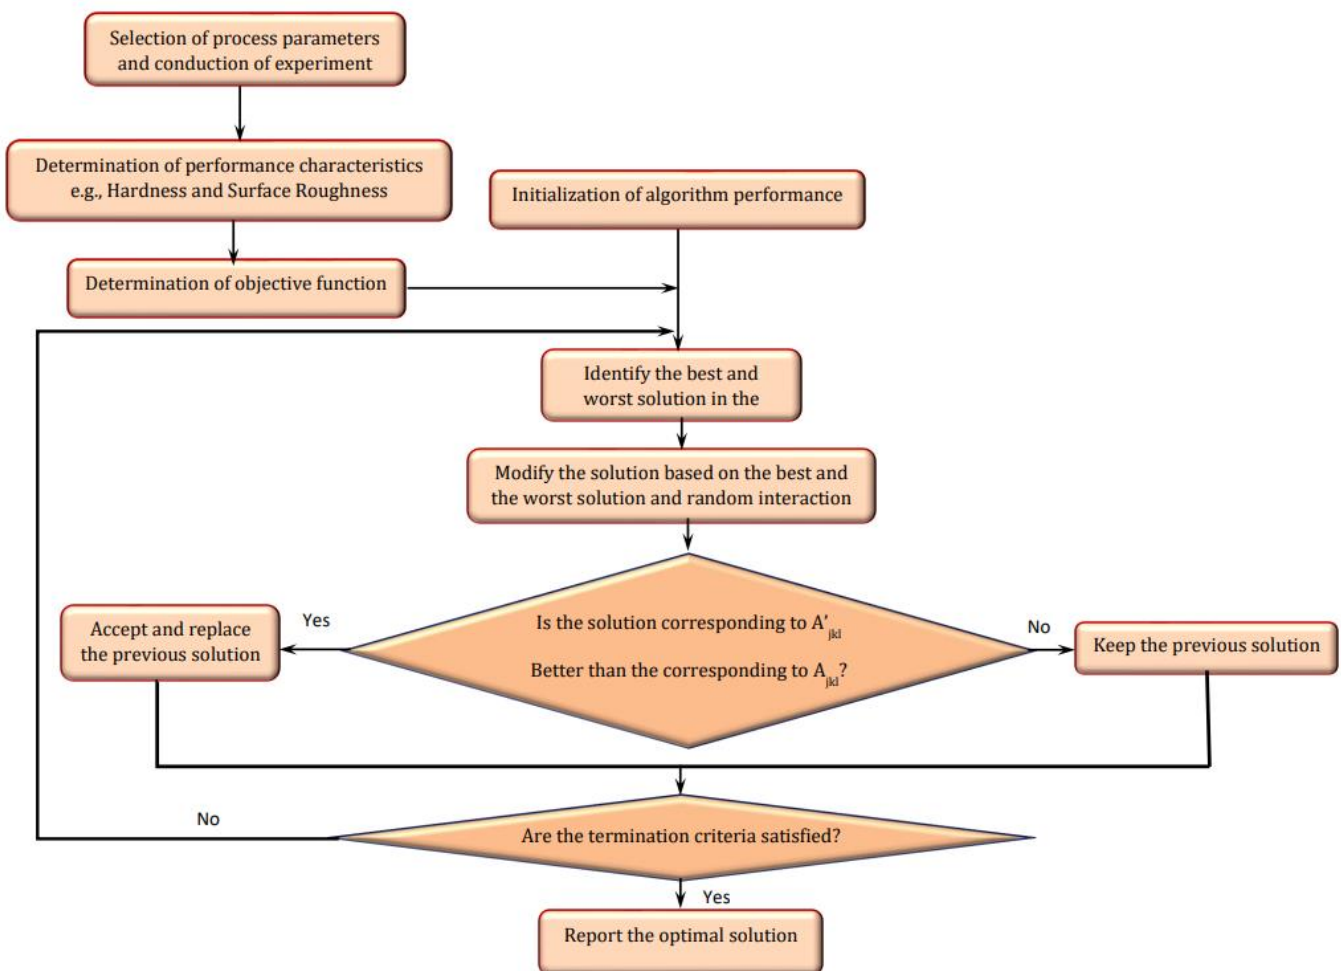 Selection of process parameters
and conduction of experiment
Determination of performance characteristics
e.g., Hardness and Surface Roughness
Initialization of algorithm performance
Determination of objective function
Identify the best and
worst solution in the
Modify the solution based on the best and
the worst solution and random interaction
Is the solution corresponding to A'jkl
Better than the corresponding to Ajkl?
Yes
Accept and replace
the previous solution
No
Keep the previous solution
Are the termination criteria satisfied?
No
Yes
Report the optimal solution